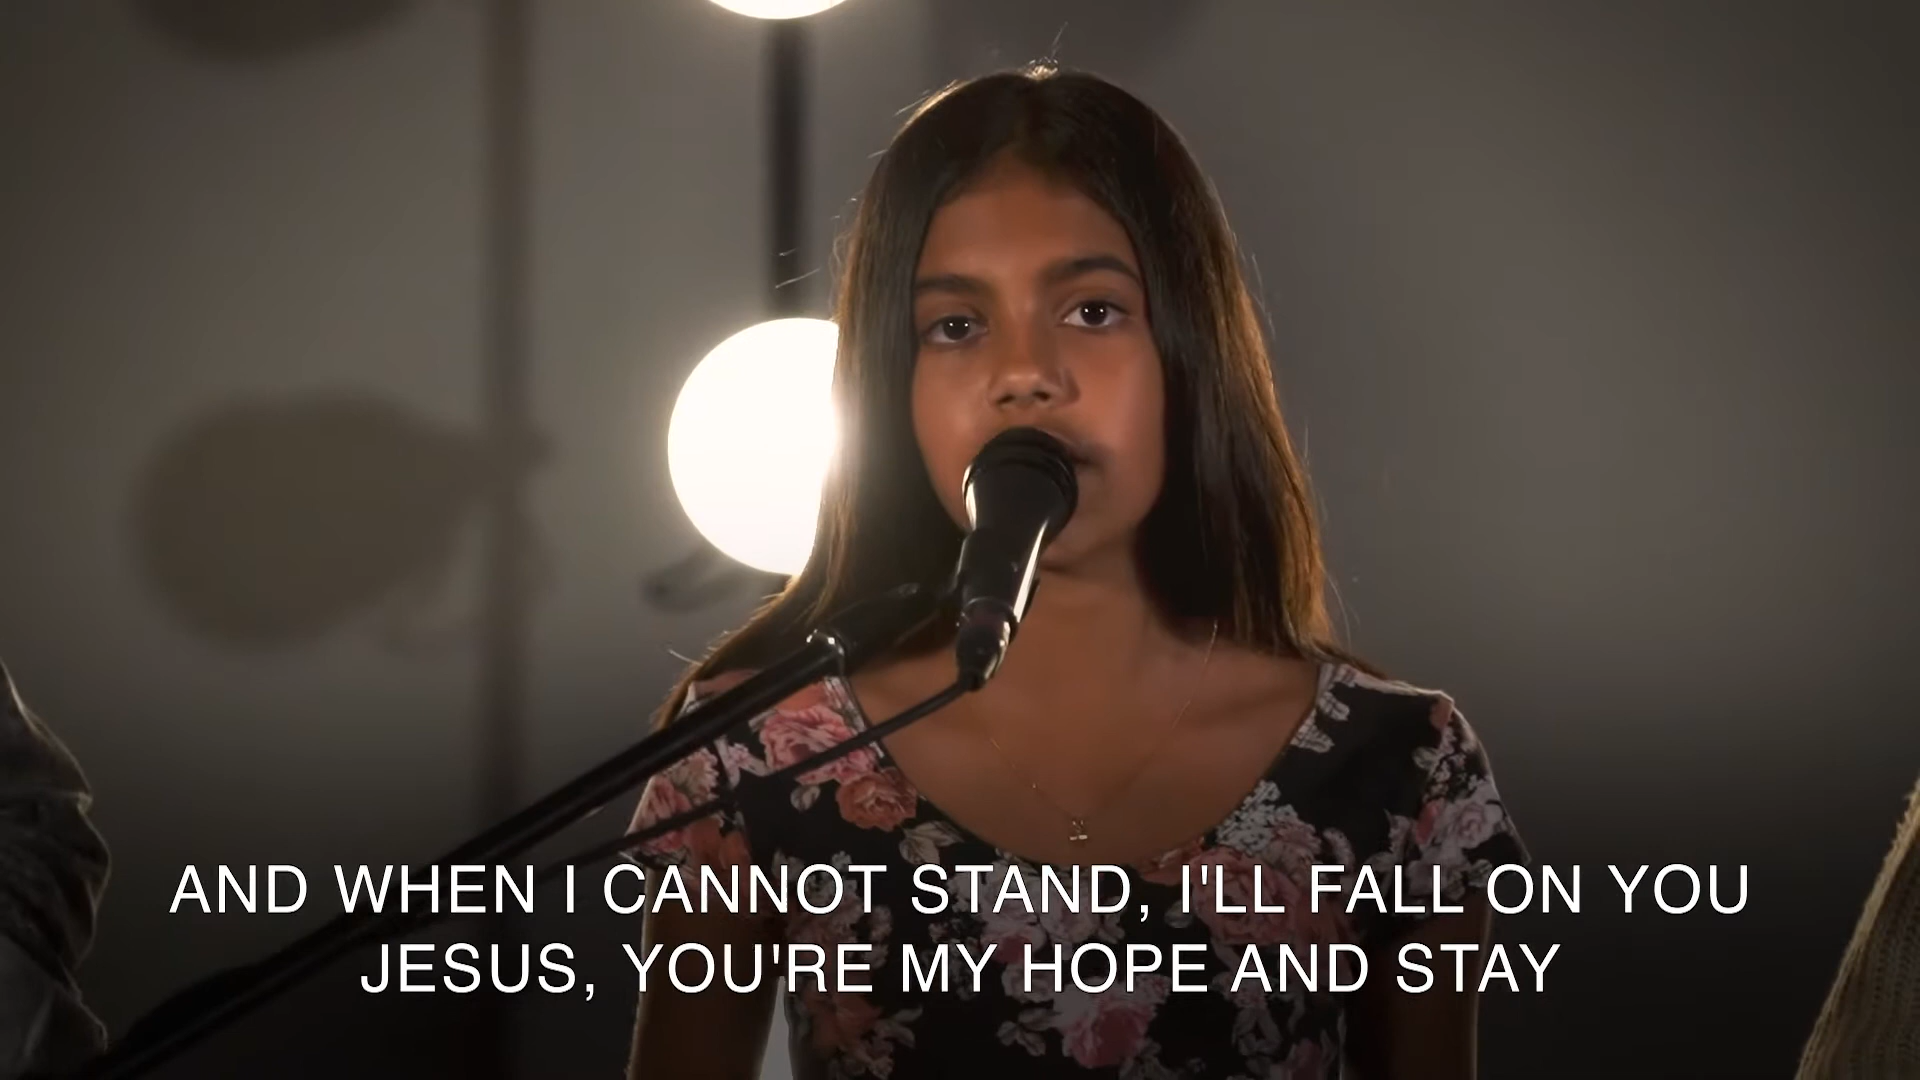 AND WHEN I CANNOT STAND, I'LL FALL ON YOU
JESUS, YOU'RE MY HOPE AND STAY